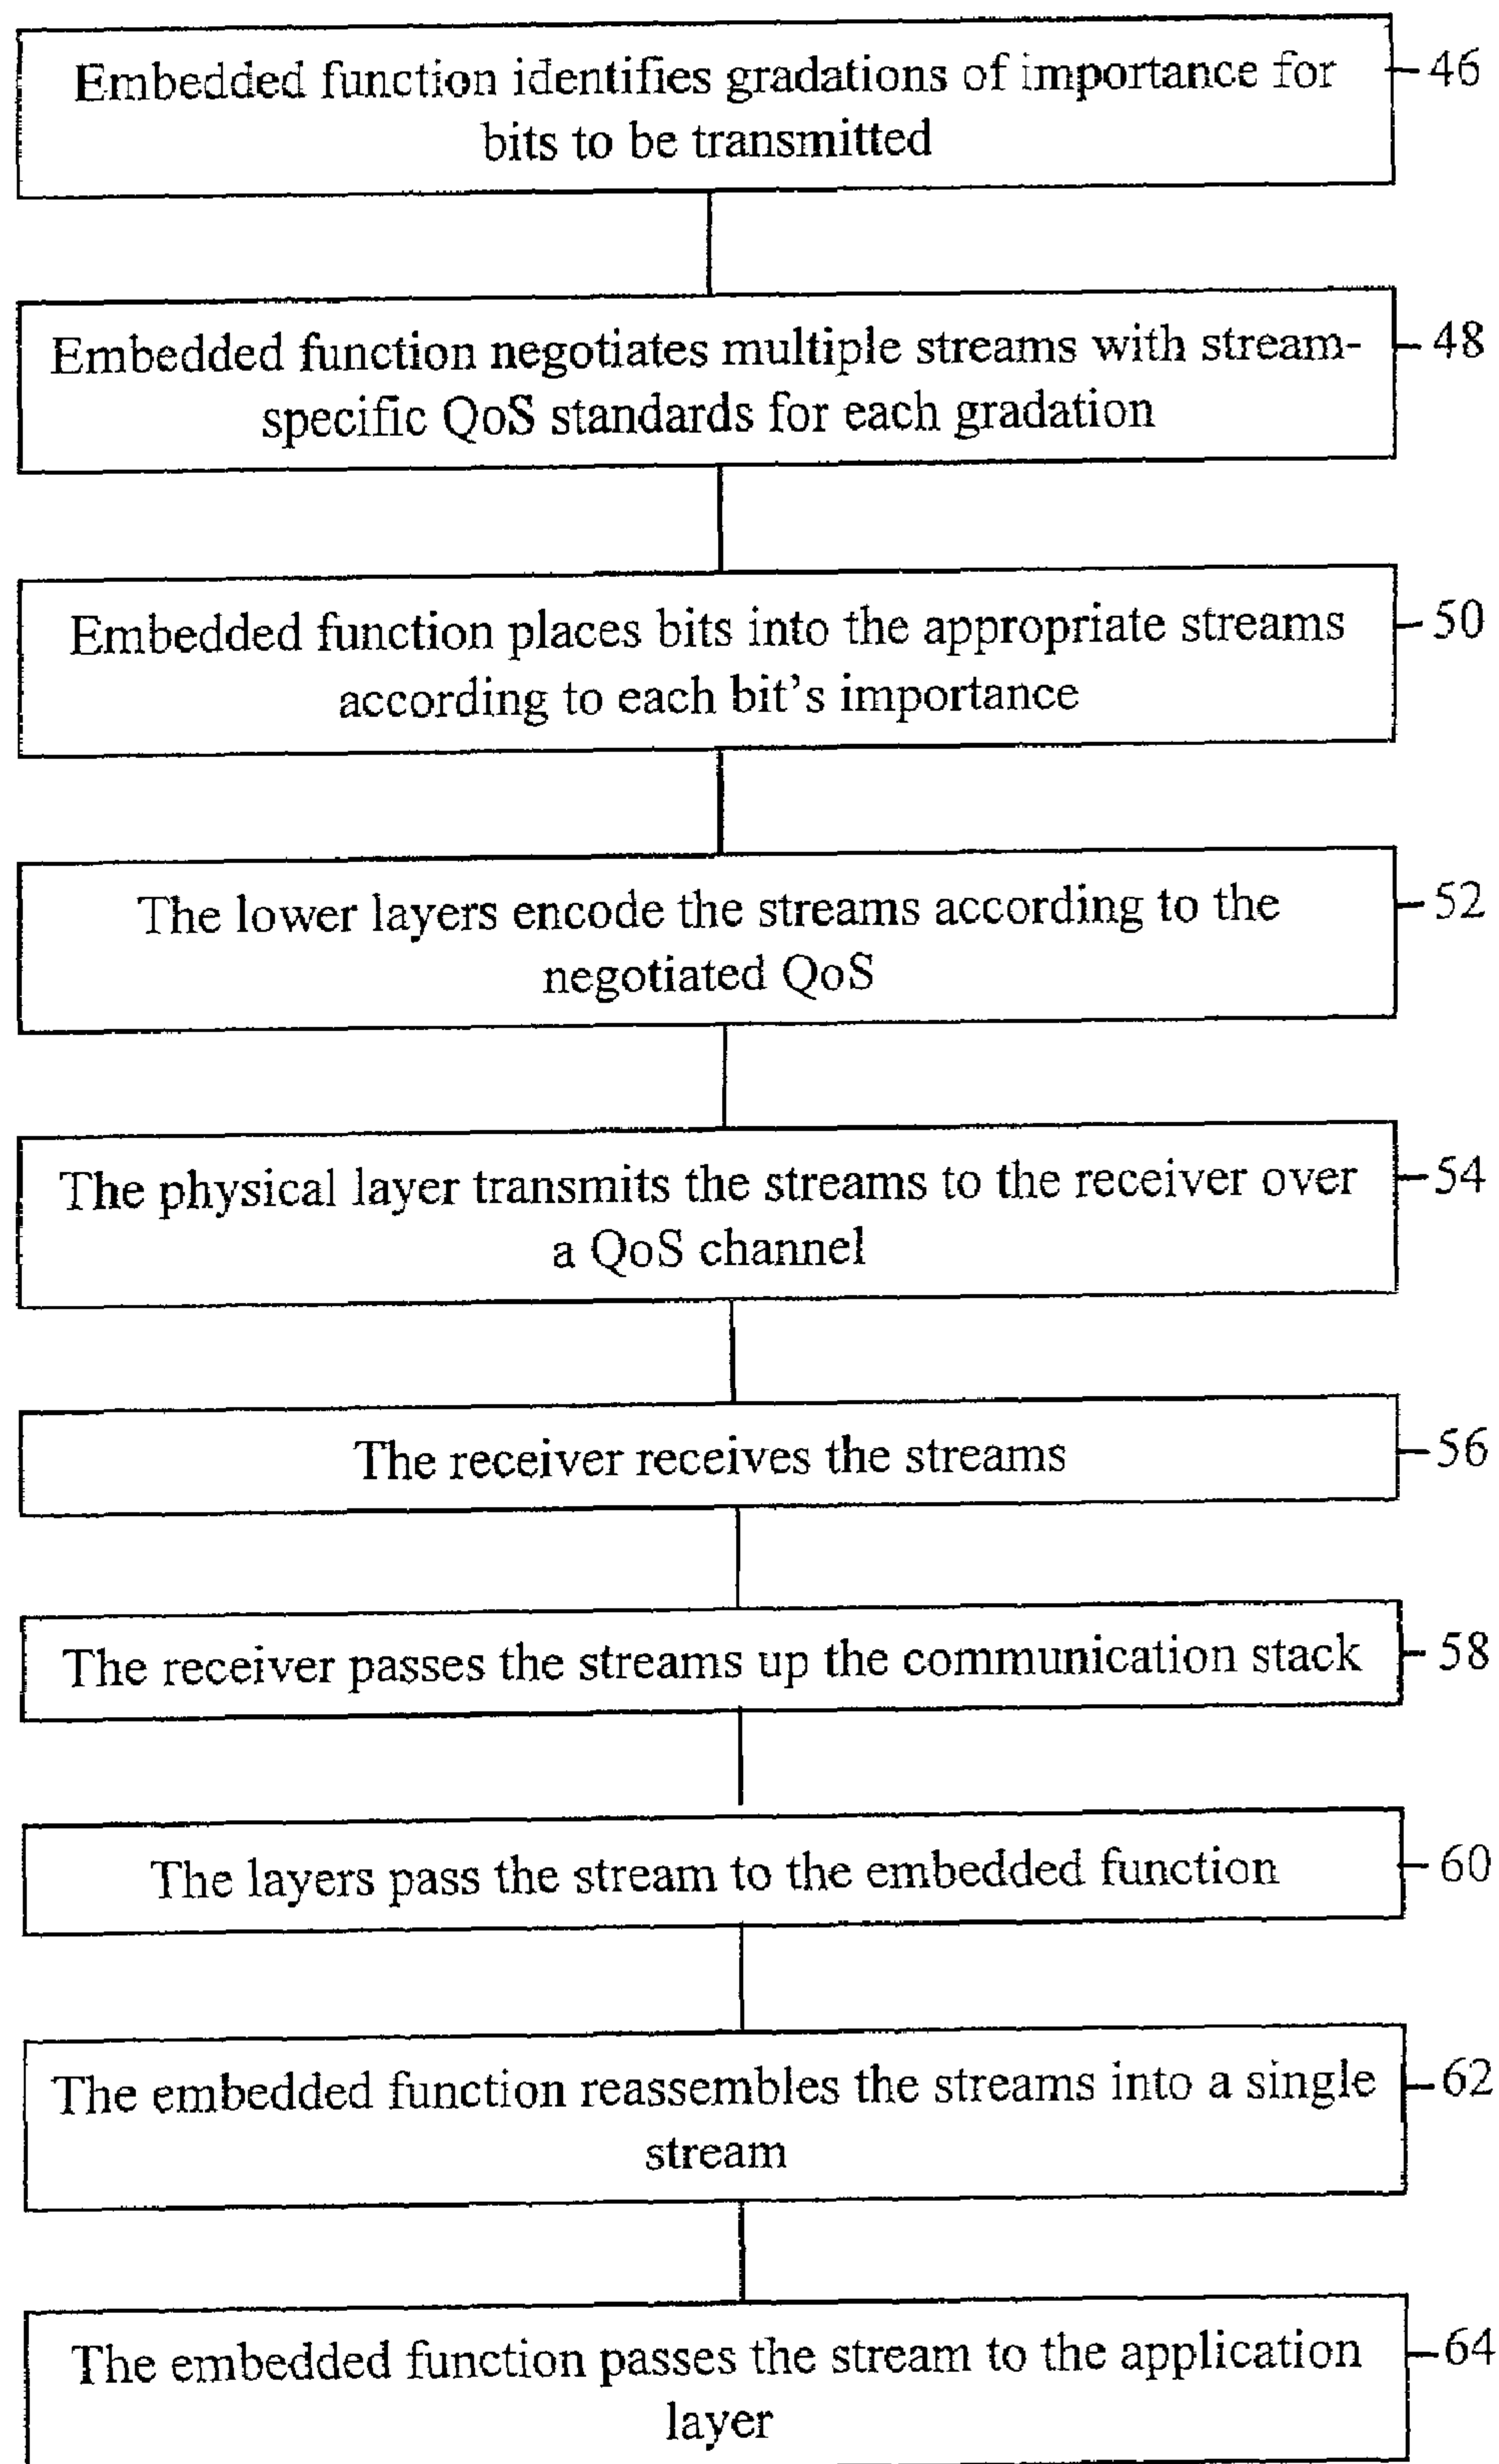 Embedded function identifies gradations of importance for
bits to be transmitted
46
Embedded function negotiates multiple streams with stream-
specific QoS standards for each gradation
48
Embedded function places bits into the appropriate streams
according to each bit's importance
50
The lower layers encode the streams according to the
negotiated QoS
52
The physical layer transmits the streams to the receiver over
a QoS channel
54
The receiver receives the streams
56
The receiver passes the streams up the communication stack
58
The layers pass the stream to the embedded function
60
The embedded function reassembles the streams into a single
stream
62
The embedded function passes the stream to the application
layer
64